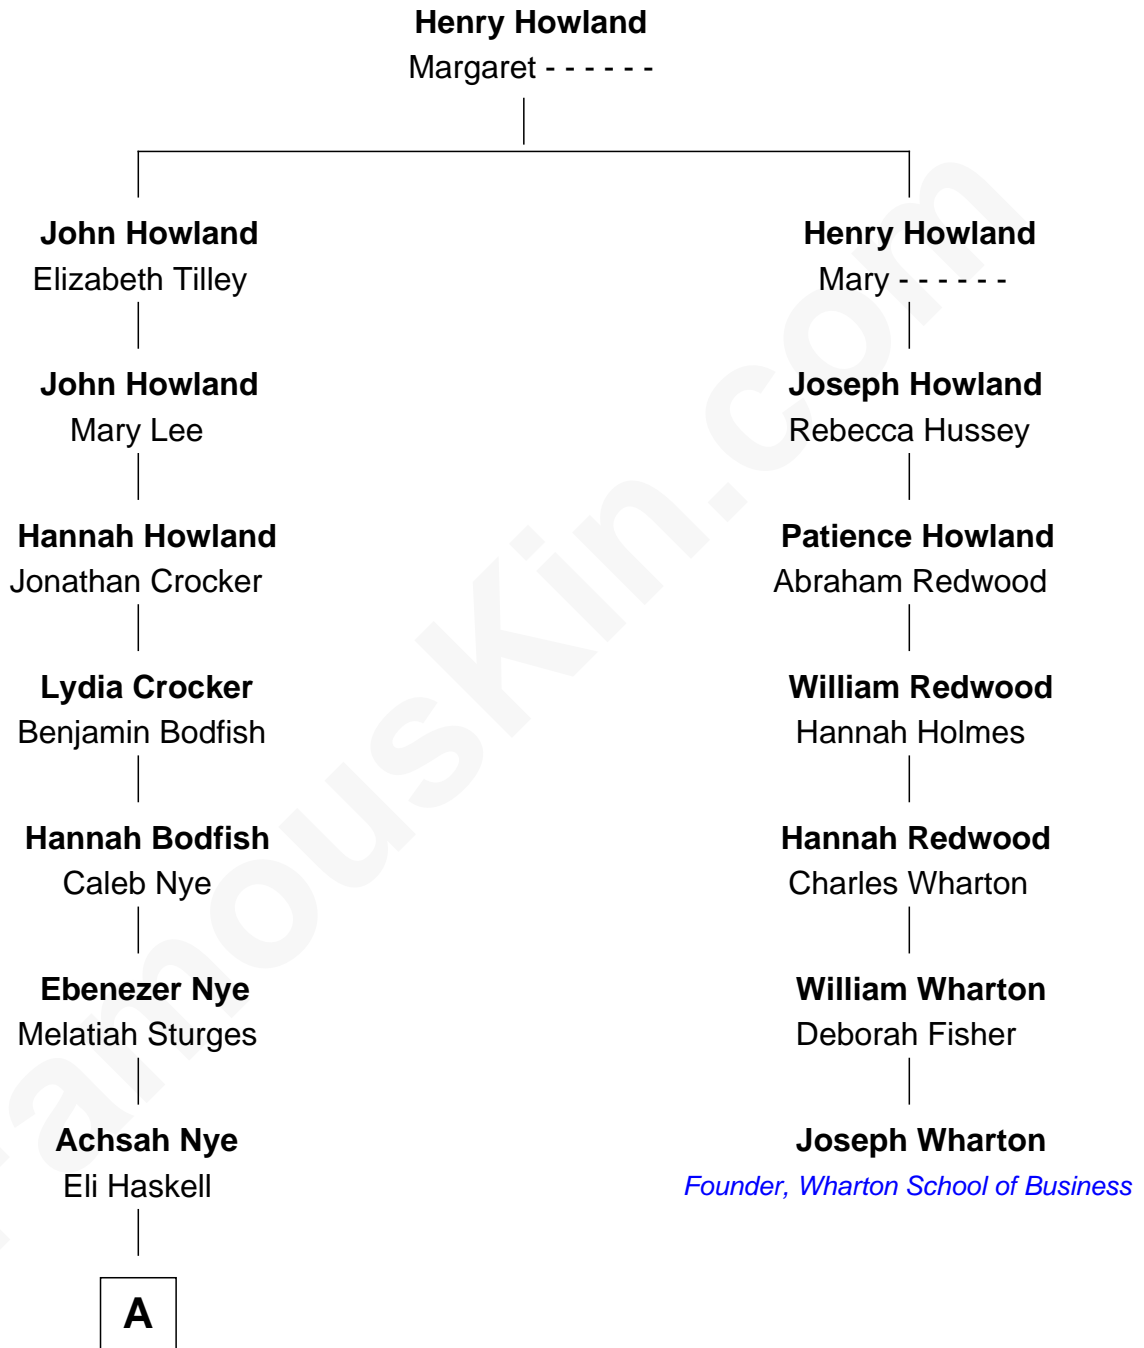 Henry Howland
Margaret - - - - - -
John Howland
Elizabeth Tilley
Henry Howland
Mary - - - - - -
John Howland
Mary Lee
Joseph Howland
Rebecca Hussey
Hannah Howland
Jonathan Crocker
Patience Howland
Abraham Redwood
Lydia Crocker
Benjamin Bodfish
William Redwood
Hannah Holmes
Hannah Bodfish
Caleb Nye
Hannah Redwood
Charles Wharton
Ebenezer Nye
Melatiah Sturges
William Wharton
Deborah Fisher
Achsah Nye
Eli Haskell
Joseph Wharton
Founder, Wharton School of Business
A
FamousKin.com